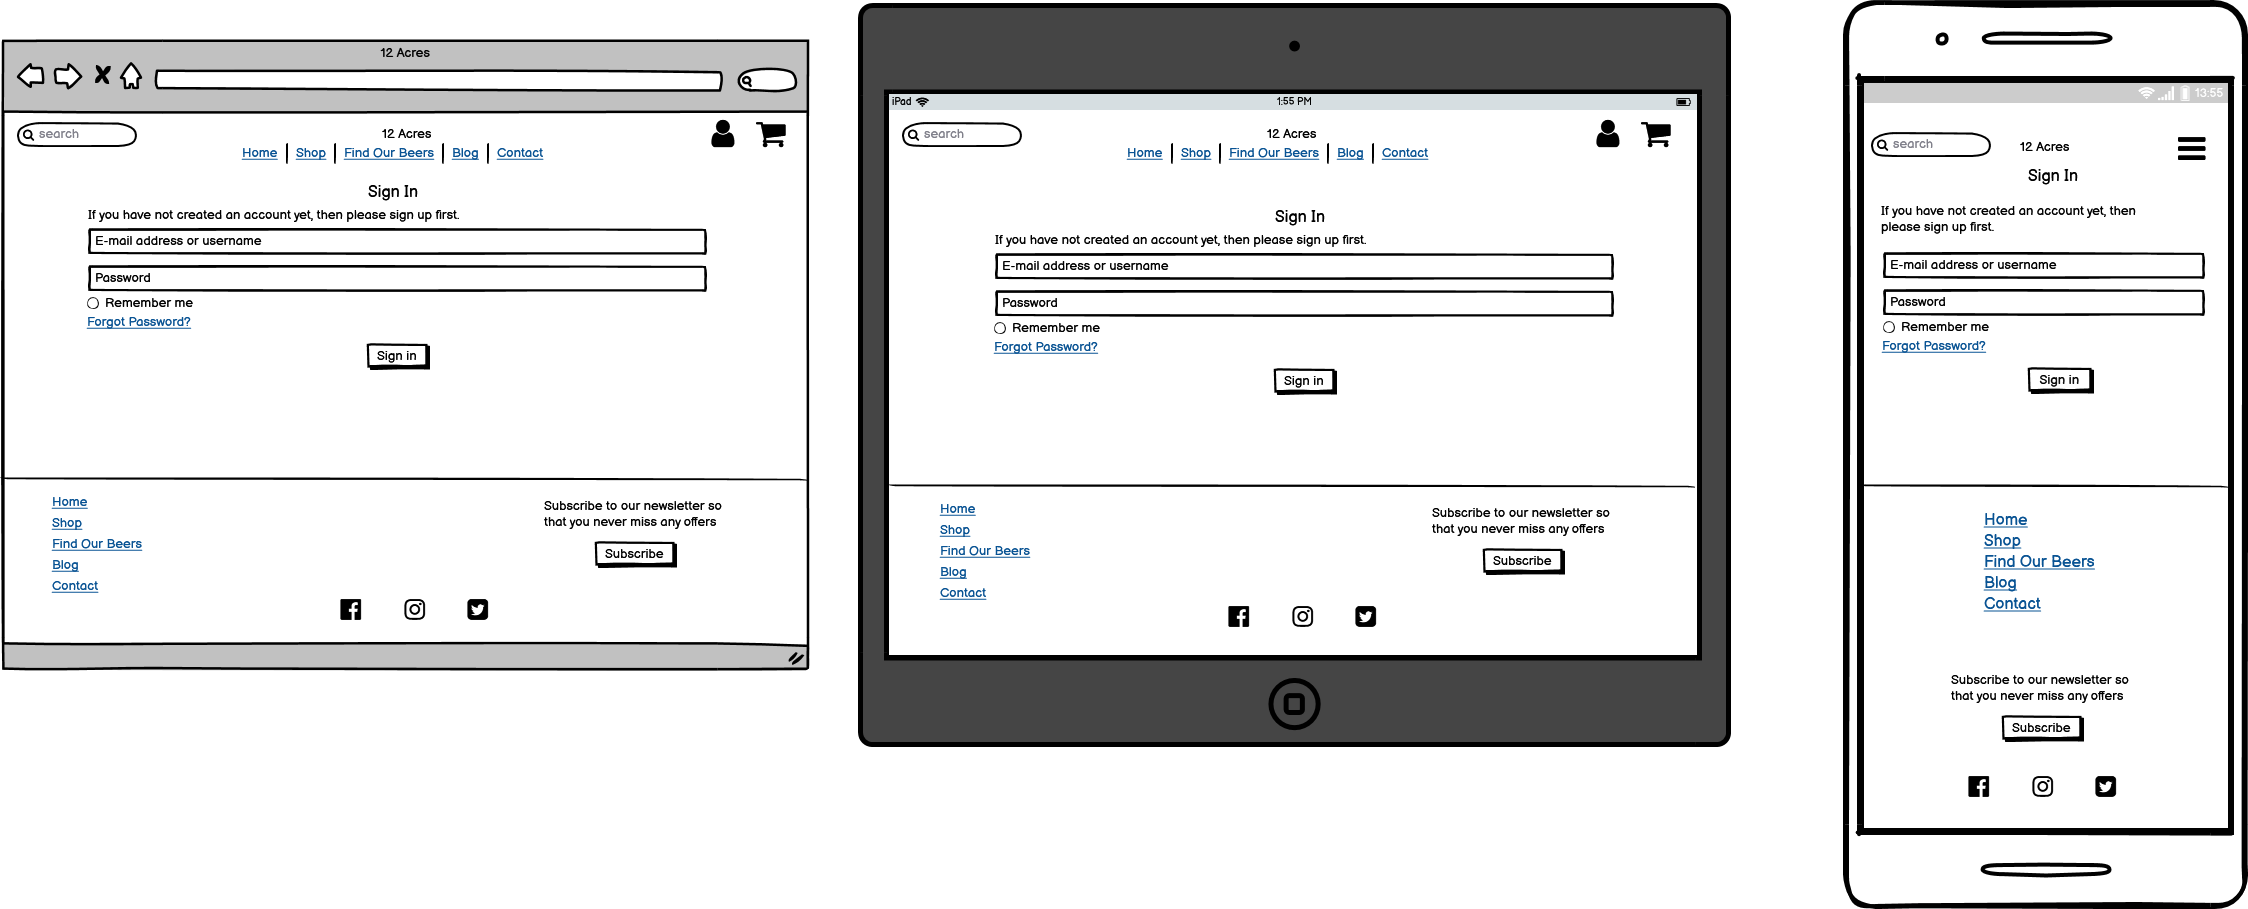 12 Acres
search
12 Acres
Home Shop Find Our Beers Blog Contact
Sign In
If you have not created an account yet, then please sign up first.
E-mail address or username
Password
Remember me
Forgot Password?
Sign in
Home
Shop
Find Our Beers
Blog
Contact
Subscribe to our newsletter so
that you never miss any offers
Subscribe
iPad
1:55 PM
search
12 Acres
Home Shop Find Our Beers Blog Contact
Sign In
If you have not created an account yet, then please sign up first.
E-mail address or username
Password
Remember me
Forgot Password?
Sign in
Home
Shop
Find Our Beers
Blog
Contact
Subscribe to our newsletter so
that you never miss any offers
Subscribe
13:55
search
12 Acres
Sign In
If you have not created an account yet, then
please sign up first.
E-mail address or username
Password
Remember me
Forgot Password?
Sign in
Home
Shop
Find Our Beers
Blog
Contact
Subscribe to our newsletter so
that you never miss any offers
Subscribe